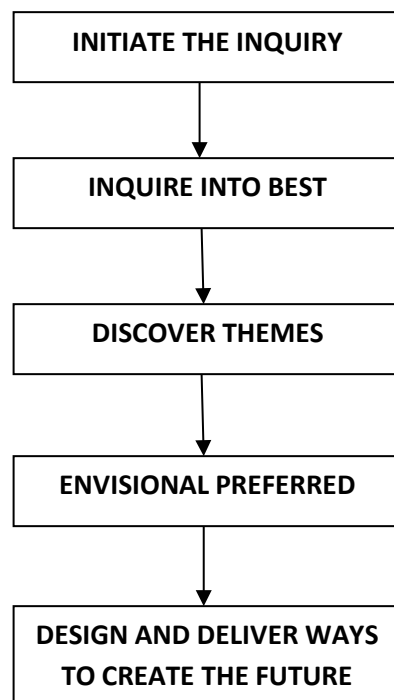 INITIATE THE INQUIRY
INQUIRE INTO BEST
DISCOVER THEMES
ENVISIONAL PREFERRED
DESIGN AND DELIVER WAYS
TO CREATE THE FUTURE